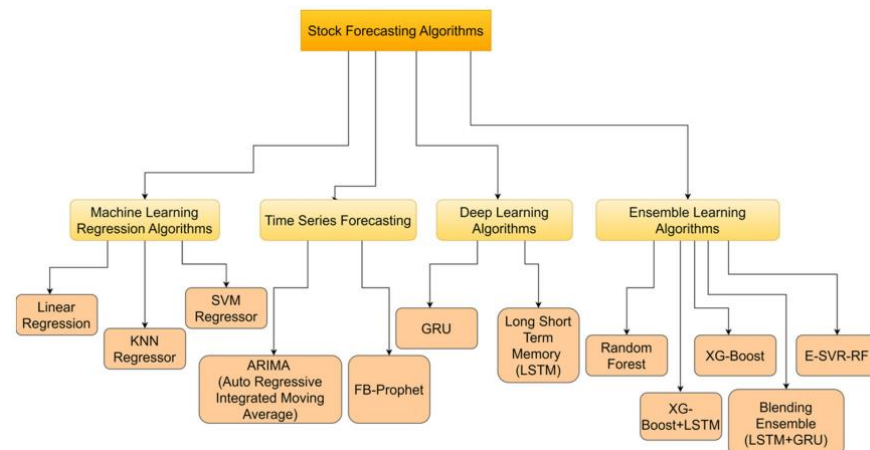 Stock Forecasting Algorithms
Machine Learning
Regression Algorithms
Time Series Forecasting
Deep Learning
Algorithms
Ensemble Learning
Algorithms
Linear
Regression
KNN
Regressor
SVM
Regressor
ARIMA
(Auto Regressive
Integrated Moving
Average)
FB-Prophet
GRU
Long Short
Term
Memory
(LSTM)
Random
Forest
XG-
Boost+LSTM
XG-Boost
Blending
Ensemble
(LSTM+GRU)
E-SVR-RF